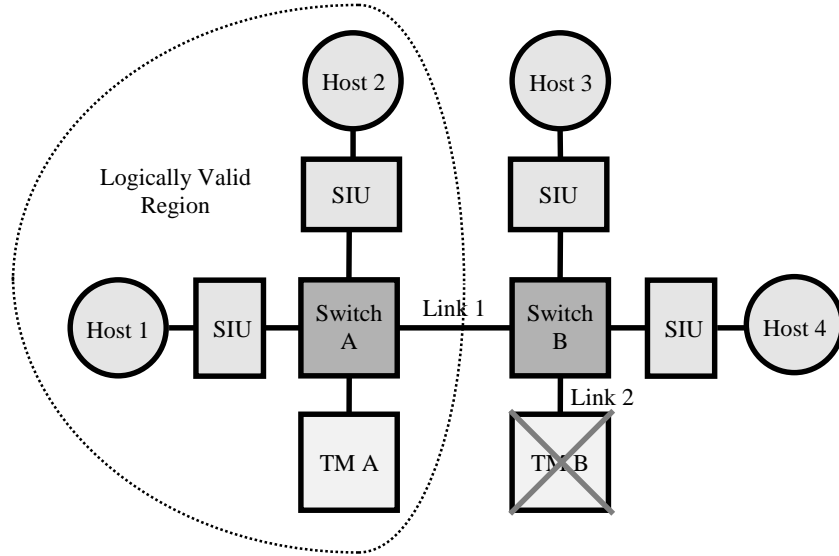 Host 2
Host 3
Logically Valid
Region
SIU
SIU
Host 1
SIU
Switch
A
Link 1
Switch
B
SIU
Host 4
Link 2
TM A
TM B